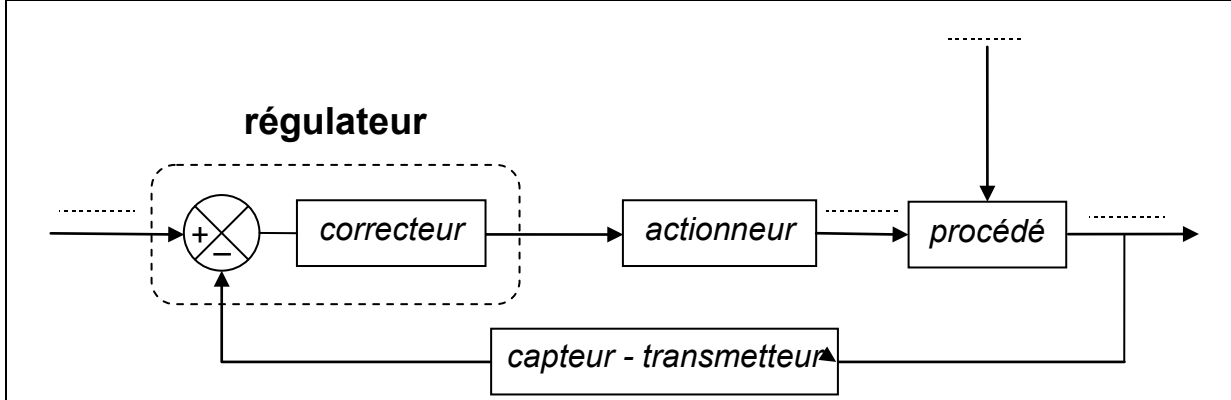 régulateur
+
−
correcteur
actionneur
procédé
capteur - transmetteur